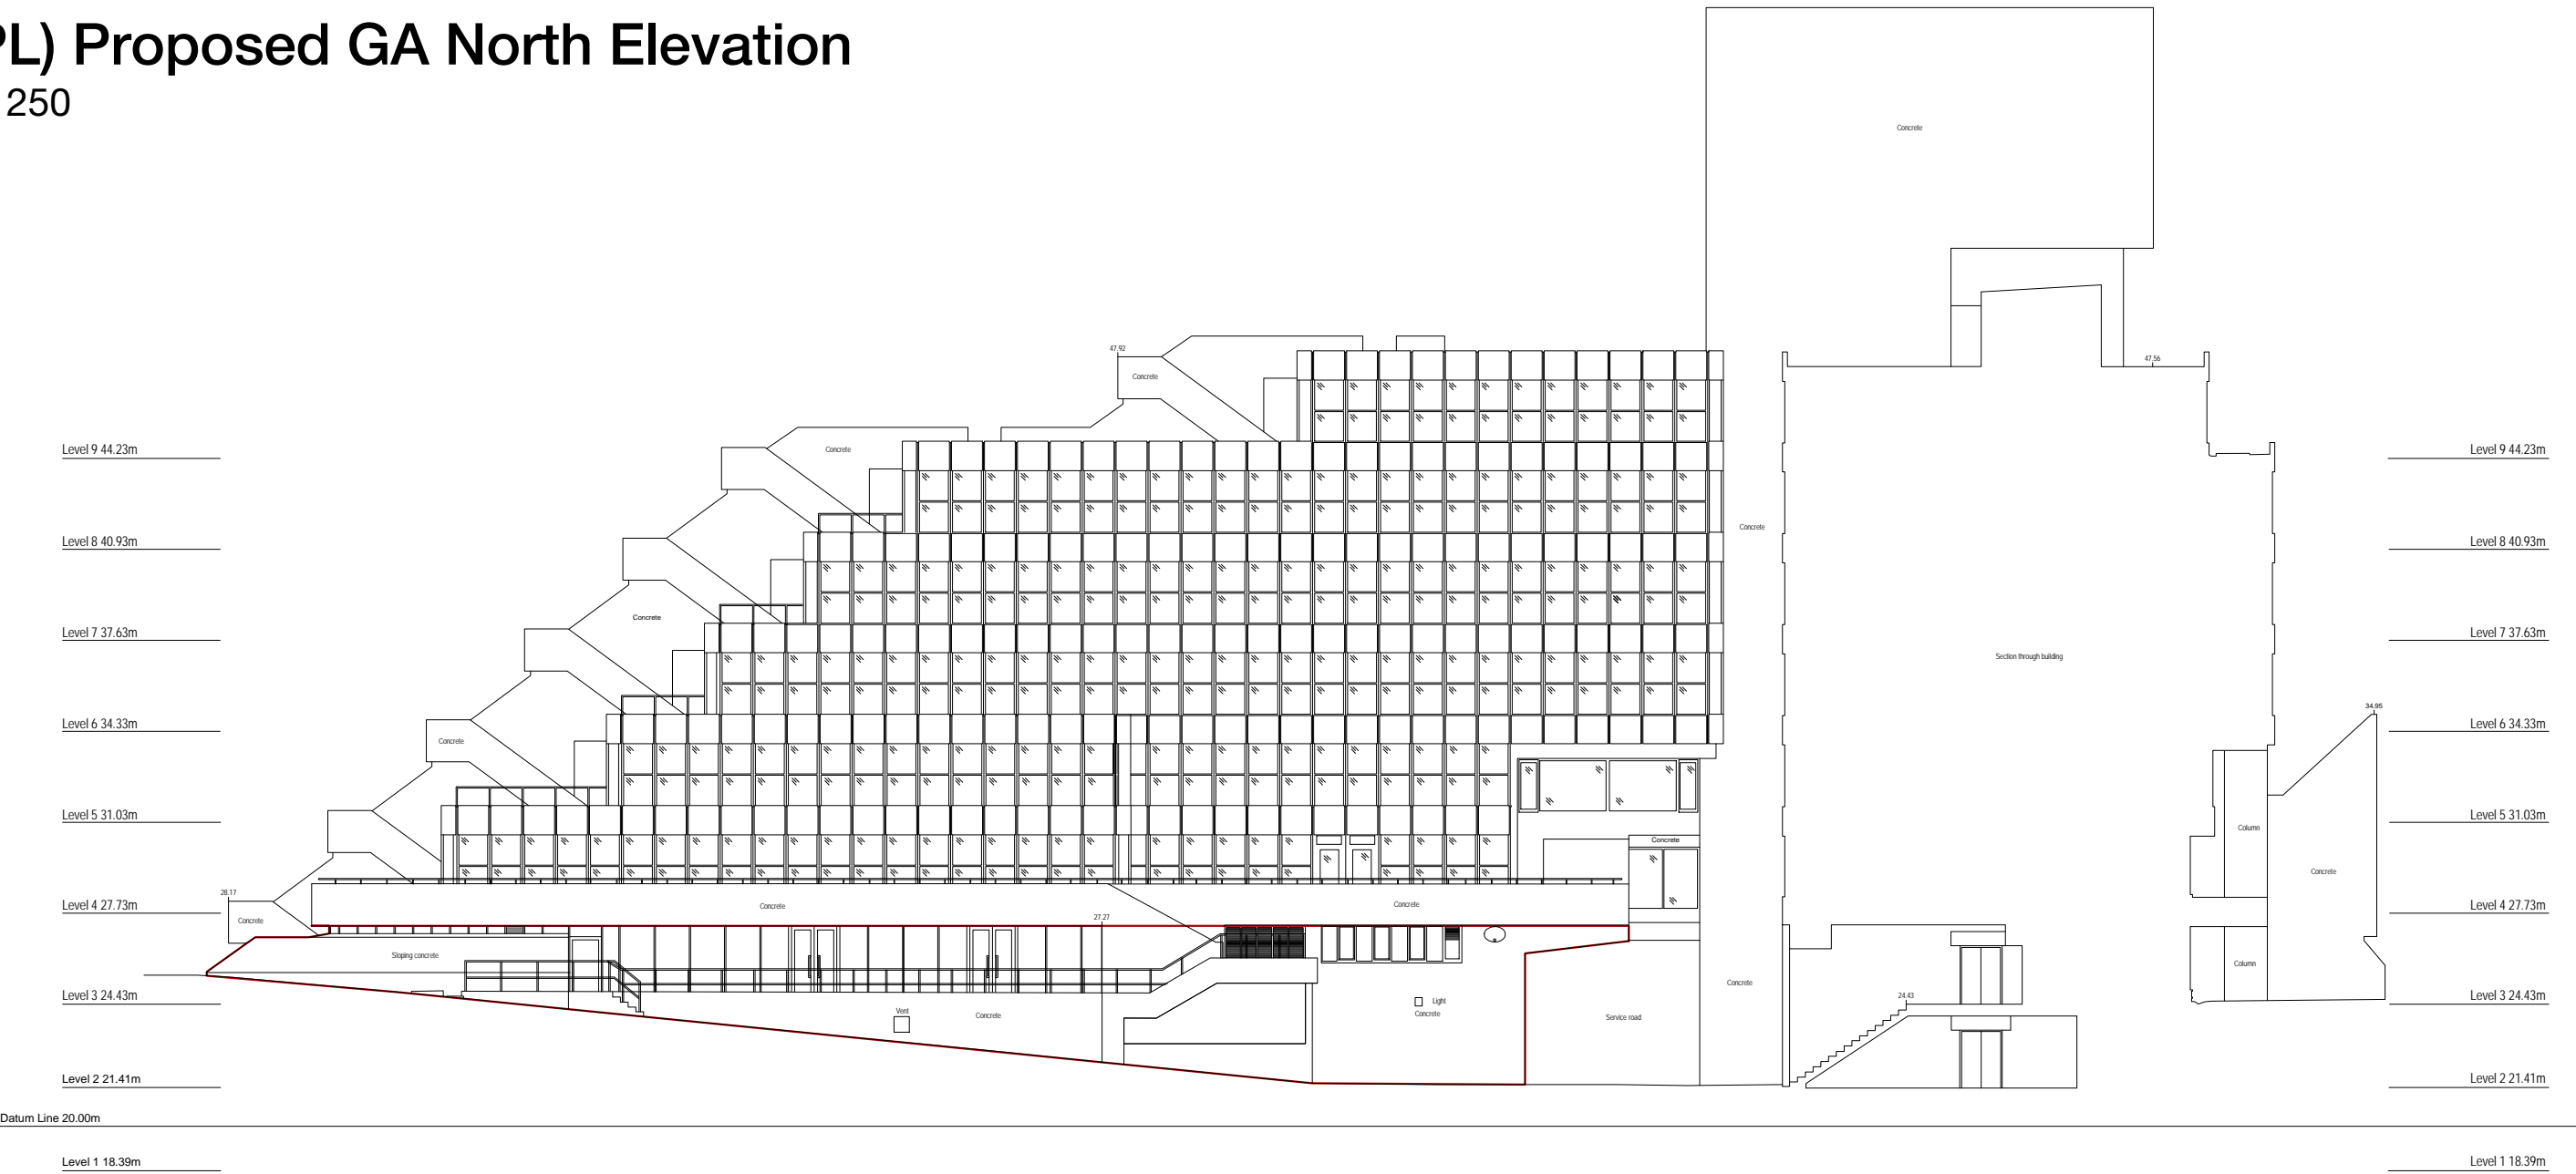 PL) Proposed GA North Elevation
250
Concrete
47.92
Concrete
47.56
Concrete
Level 9 44.23m
Level 9 44.23m
Concrete
Level 8 40.93m
Level 8 40.93m
Concrete
Level 7 37.63m
Level 7 37.63m
Section through building
34.95
Level 6 34.33m
Level 6 34.33m
Concrete
Level 5 31.03m
Level 5 31.03m
Column
Concrete
Concrete
28.17
Level 4 27.73m
Concrete
Concrete
27.27
Concrete
Level 4 27.73m
Sloping concrete
Column
Concrete
Level 3 24.43m
24.43
Level 3 24.43m
Light
Vent
Concrete
Concrete
Service road
Level 2 21.41m
Level 2 21.41m
Datum Line 20.00m
Level 1 18.39m
Level 1 18.39m